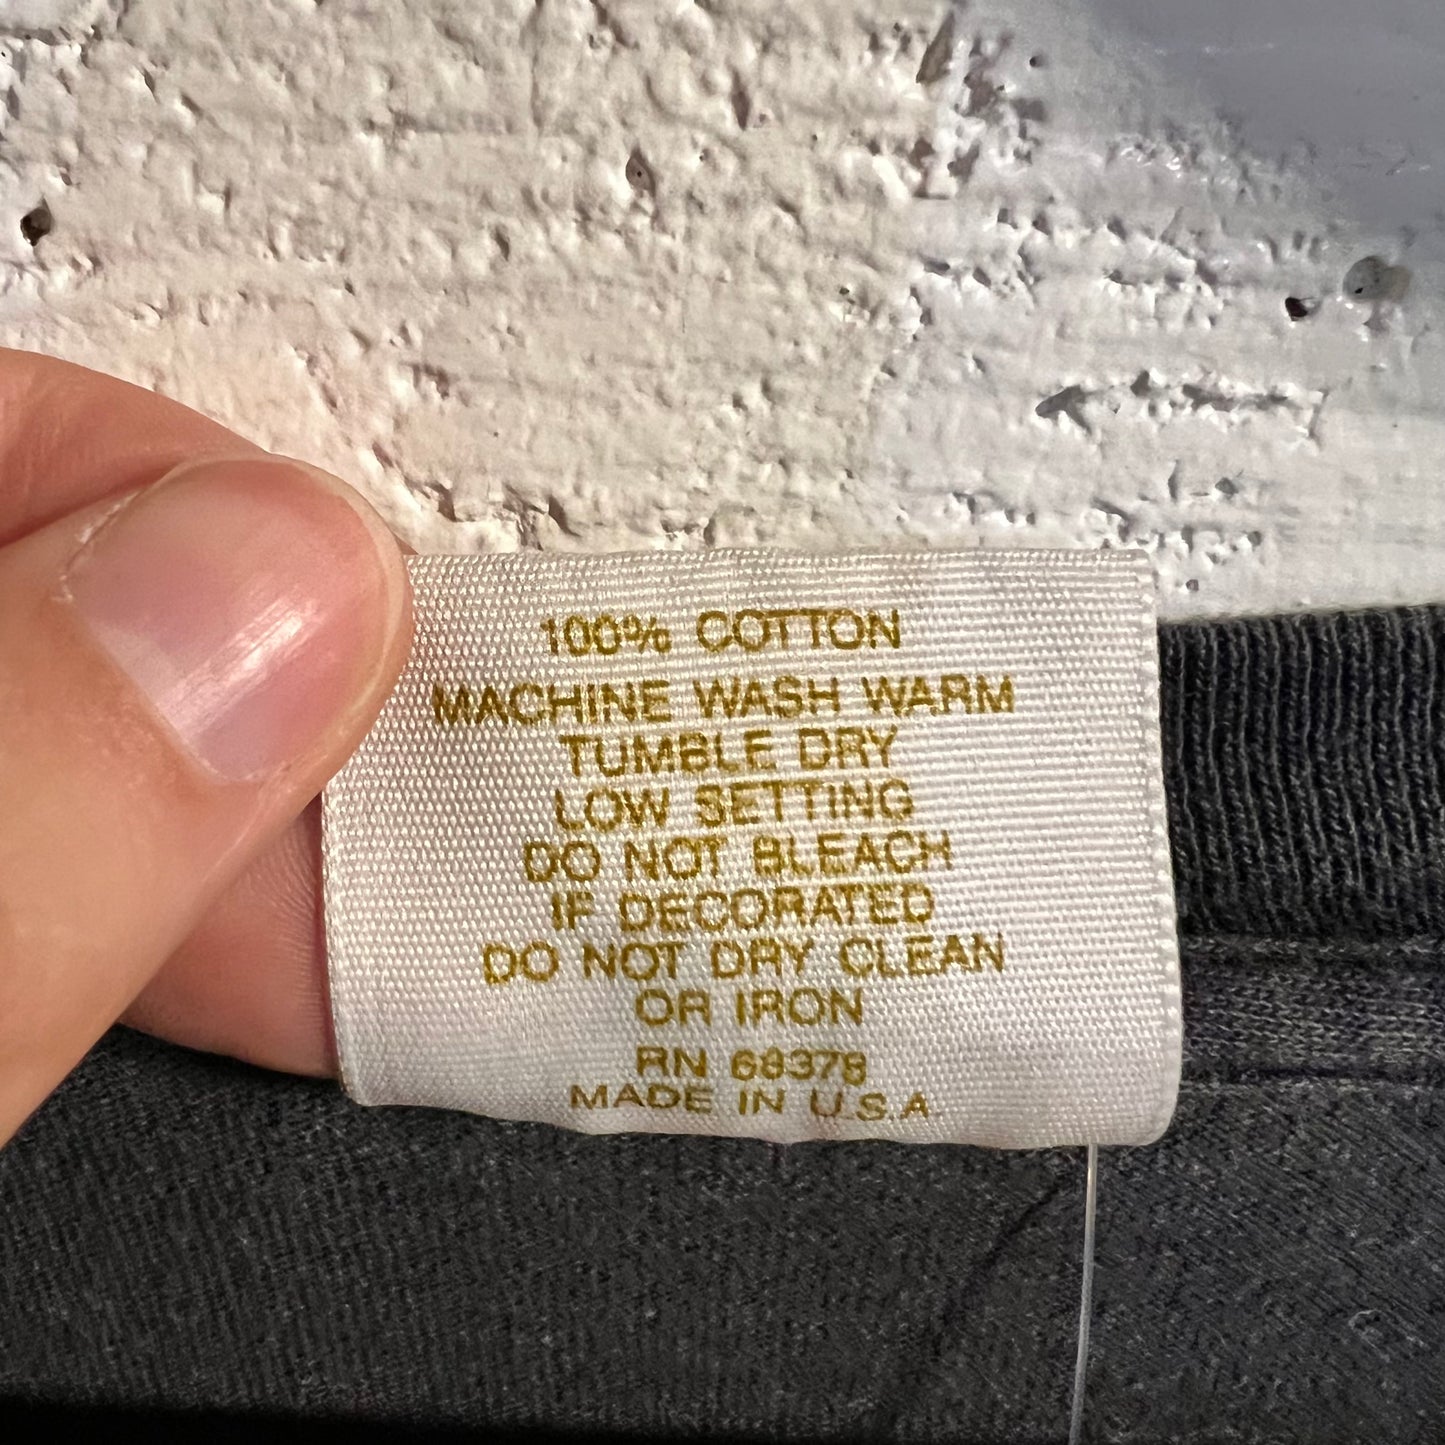 100% COTTON
MACHINE WASH WARM
TUMBLE DRY
LOW SETTING
DO NOT BLEACH
IF DECORATED
DO NOT DRY CLEAN
OR IRON
RN 68378
MADE IN U.S.A.